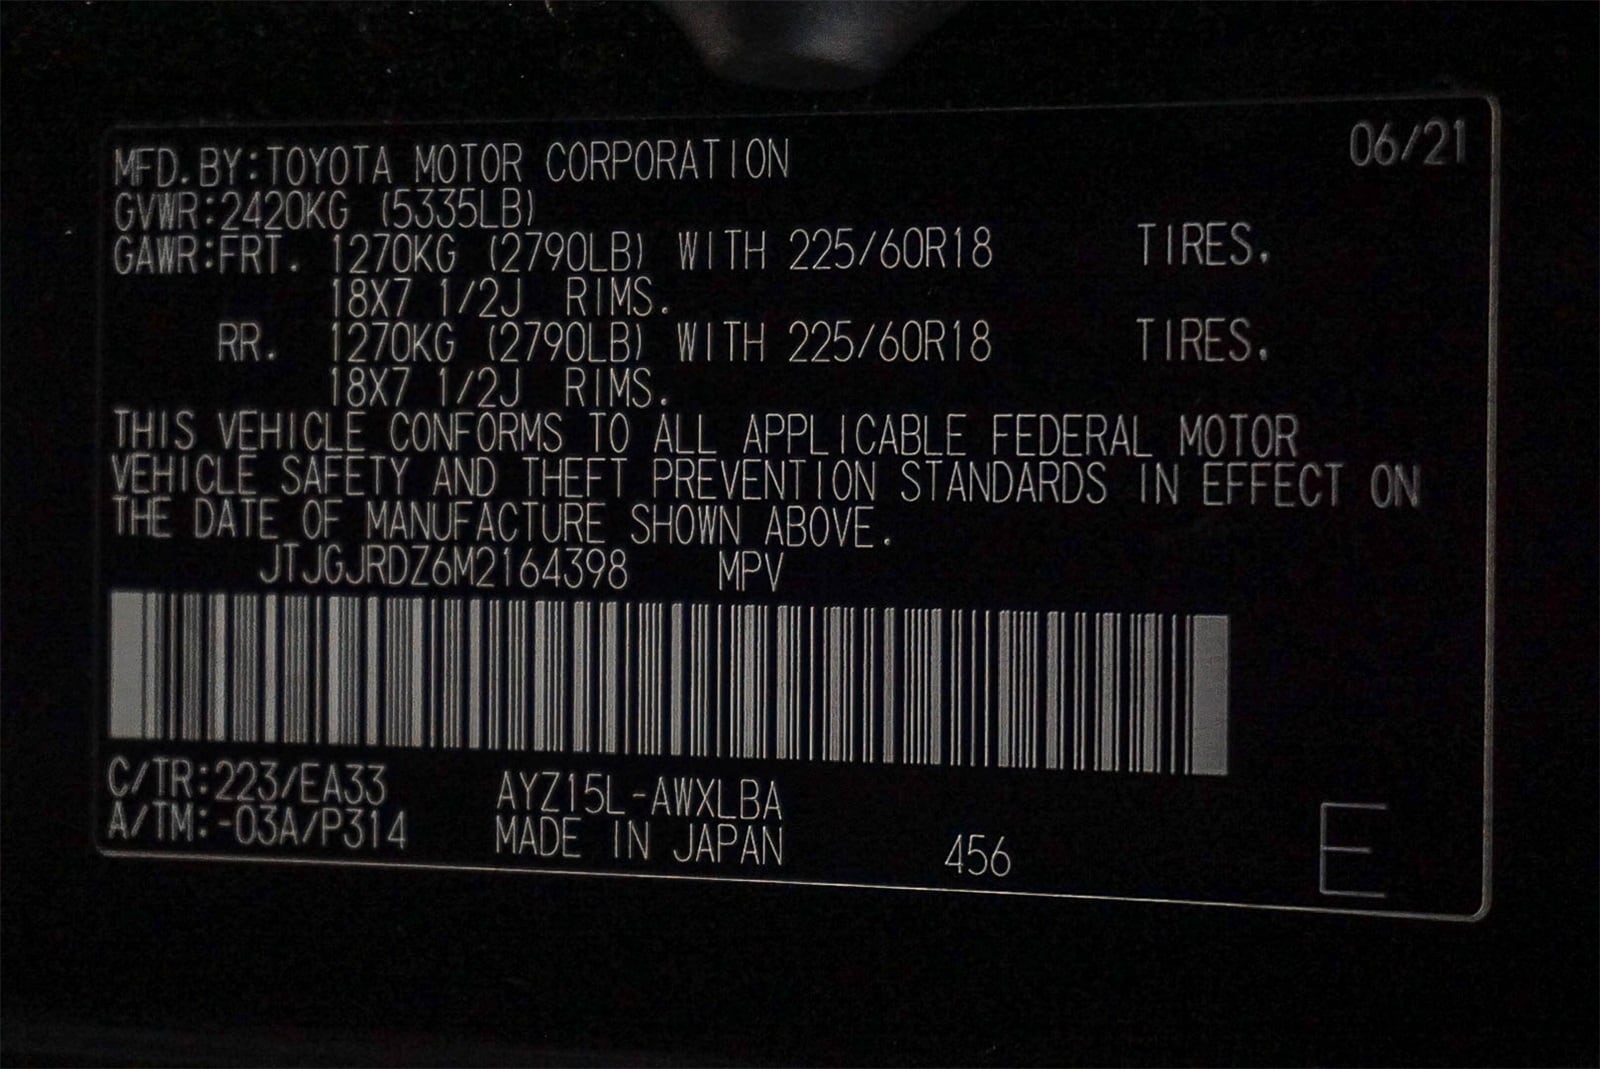 06/21
MFD.BY:TOYOTA MOTOR CORPORATION
GVWR:2420KG (5335LB)
GAWR:FRT. 1270KG (2790LB) WITH 225/60R18 TIRES.
18X7 1/2J RIMS.
RR. 1270KG (2790LB) WITH 225/60R18 TIRES.
18X7 1/2J RIMS.
THIS VEHICLE CONFORMS TO ALL APPLICABLE FEDERAL MOTOR
VEHICLE SAFETY AND THEFT PREVENTION STANDARDS IN EFFECT ON
THE DATE OF MANUFACTURE SHOWN ABOVE.
JTJGJRDZ6M2164398 MPV
C/TR:223/EA33 AYZ15L-AWXLBA
A/TM:-03A/P314 MADE IN JAPAN 456 E